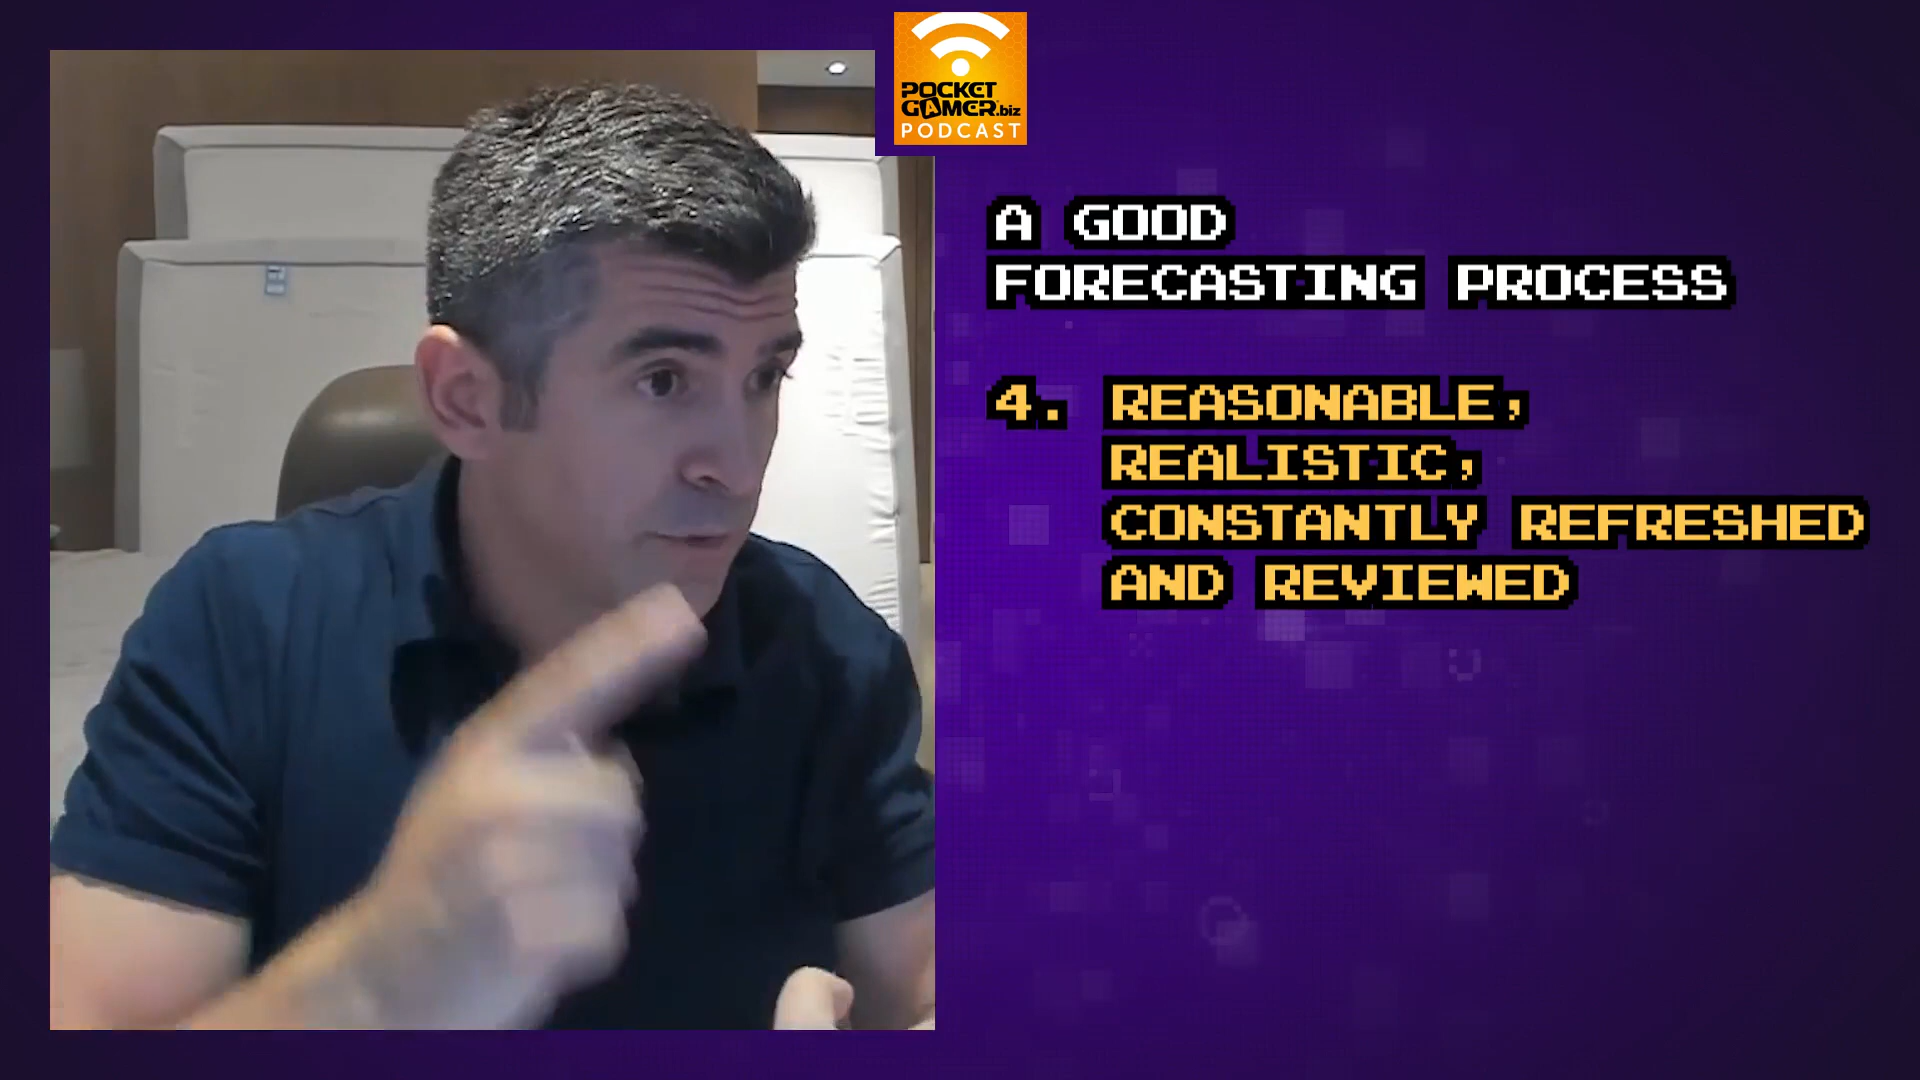 POCKET
GAMER.biz
PODCAST
A GOOD
FORECASTING PROCESS
4. REASONABLE,
REALISTIC,
CONSTANTLY REFRESHED
AND REVIEWED